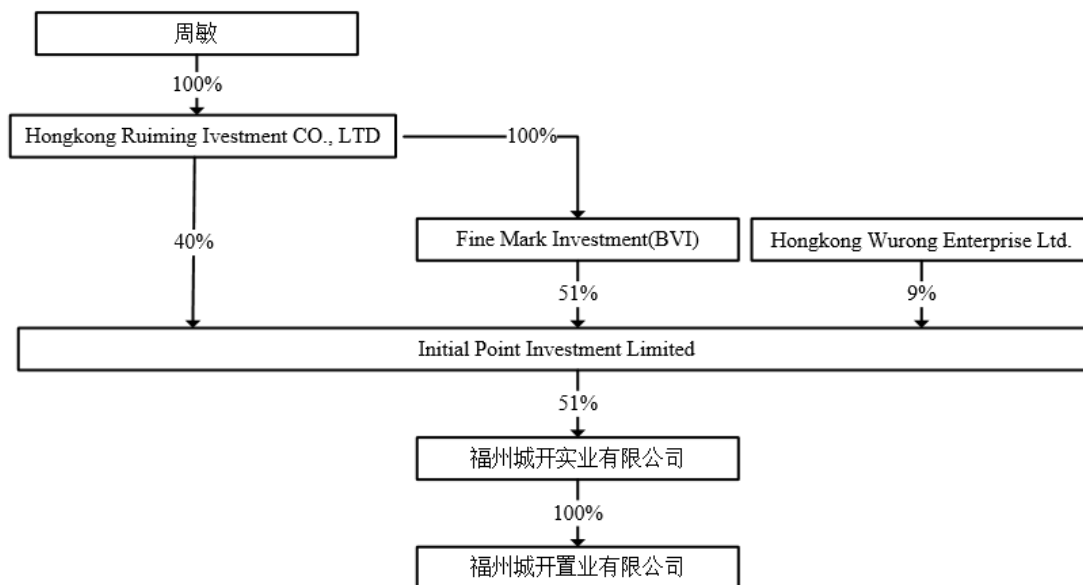 周敏
100%
Hongkong Ruiming Ivestment CO., LTD
100%
40%
Fine Mark Investment(BVI)
Hongkong Wurong Enterprise Ltd.
51%
9%
Initial Point Investment Limited
51%
福州城开实业有限公司
100%
福州城开置业有限公司